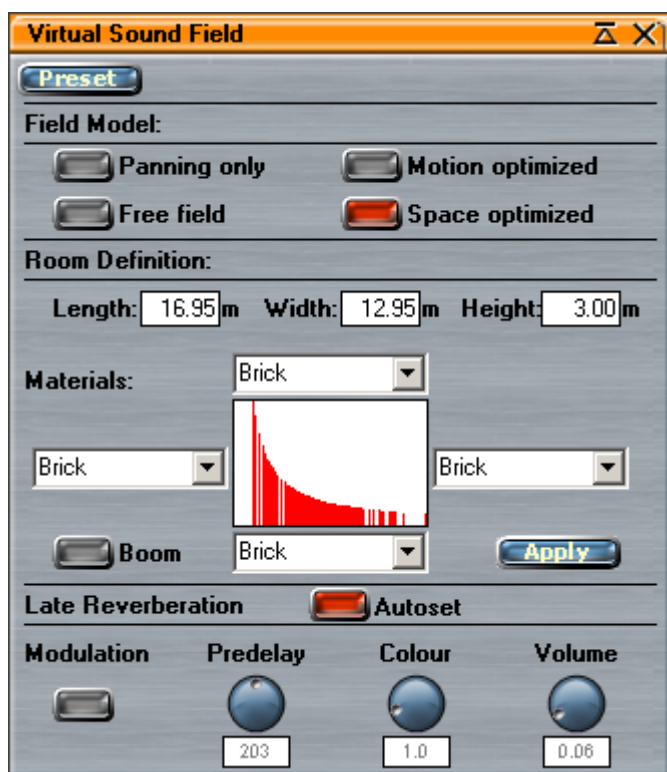 Virtual Sound Field
Preset
Field Model:
Panning only Motion optimized
Free field Space optimized
Room Definition:
Length: 16.95 m Width: 12.95 m Height: 3.00 m
Materials: Brick
Brick Brick
Boom Brick Apply
Late Reverberation Autoset
Modulation Predelay Colour Volume
203 1.0 0.06